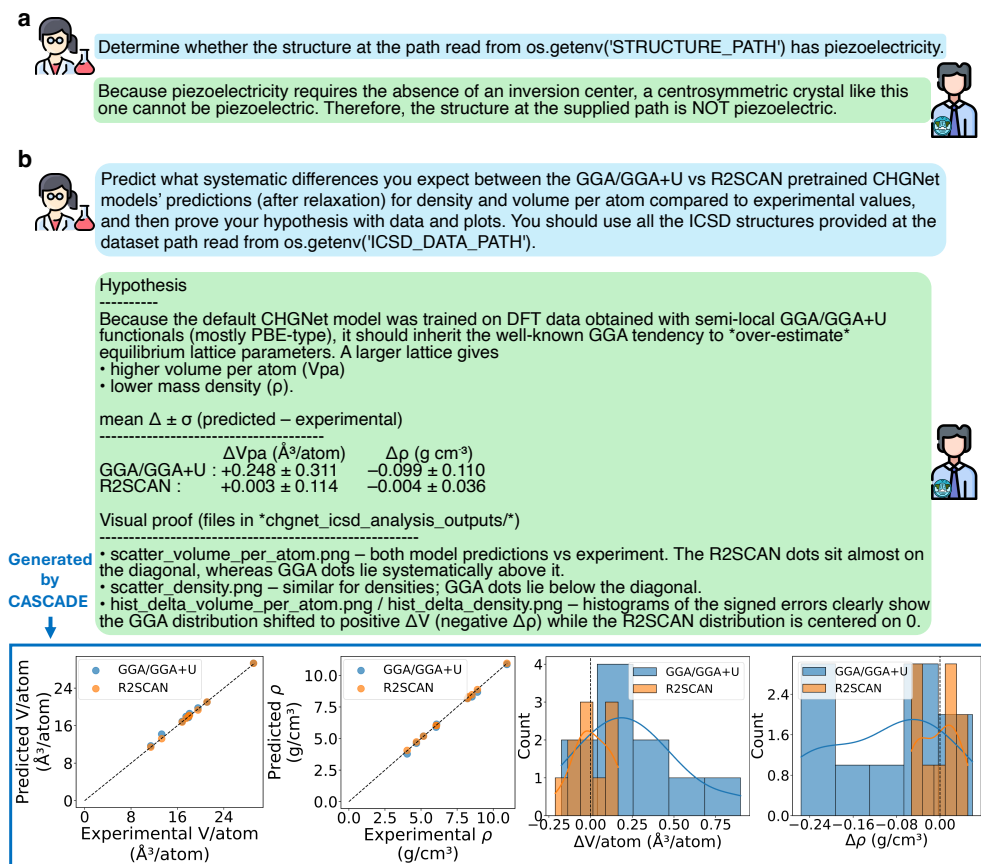 a
Determine whether the structure at the path read from os.getenv('STRUCTURE_PATH') has piezoelectricity.
Because piezoelectricity requires the absence of an inversion center, a centrosymmetric crystal like this
one cannot be piezoelectric. Therefore, the structure at the supplied path is NOT piezoelectric.
b
Predict what systematic differences you expect between the GGA/GGA+U vs R2SCAN pretrained CHGNet
models' predictions (after relaxation) for density and volume per atom compared to experimental values,
and then prove your hypothesis with data and plots. You should use all the ICSD structures provided at the
dataset path read from os.getenv('ICSD_DATA_PATH').
Hypothesis
----------
Because the default CHGNet model was trained on DFT data obtained with semi-local GGA/GGA+U
functionals (mostly PBE-type), it should inherit the well-known GGA tendency to *over-estimate*
equilibrium lattice parameters. A larger lattice gives
• higher volume per atom (Vpa)
• lower mass density (ρ).
mean Δ ± σ (predicted – experimental)
--------------------------------------
ΔVpa (Å³/atom) Δρ (g cm⁻³)
GGA/GGA+U : +0.248 ± 0.311 –0.099 ± 0.110
R2SCAN : +0.003 ± 0.114 –0.004 ± 0.036
Visual proof (files in *chgnet_icsd_analysis_outputs/*)
------------------------------------------------------
• scatter_volume_per_atom.png – both model predictions vs experiment. The R2SCAN dots sit almost on
the diagonal, whereas GGA dots lie systematically above it.
• scatter_density.png – similar for densities; GGA dots lie below the diagonal.
• hist_delta_volume_per_atom.png / hist_delta_density.png – histograms of the signed errors clearly show
the GGA distribution shifted to positive ΔV (negative Δρ) while the R2SCAN distribution is centered on 0.
Generated
by
CASCADE
Predicted V/atom
(Å³/atom)
24
16
8
0
GGA/GGA+U
R2SCAN
0 8 16 24
Experimental V/atom
(Å³/atom)
Predicted ρ
(g/cm³)
10.0
7.5
5.0
2.5
0.0
GGA/GGA+U
R2SCAN
0.0 2.5 5.0 7.5 10.0
Experimental ρ
(g/cm³)
Count
4
3
2
1
0
GGA/GGA+U
R2SCAN
-0.25 0.00 0.25 0.50 0.75
ΔV/atom (Å³/atom)
Count
2.4
1.6
0.8
0.0
GGA/GGA+U
R2SCAN
-0.24 -0.16 -0.08 0.00
Δρ (g/cm³)